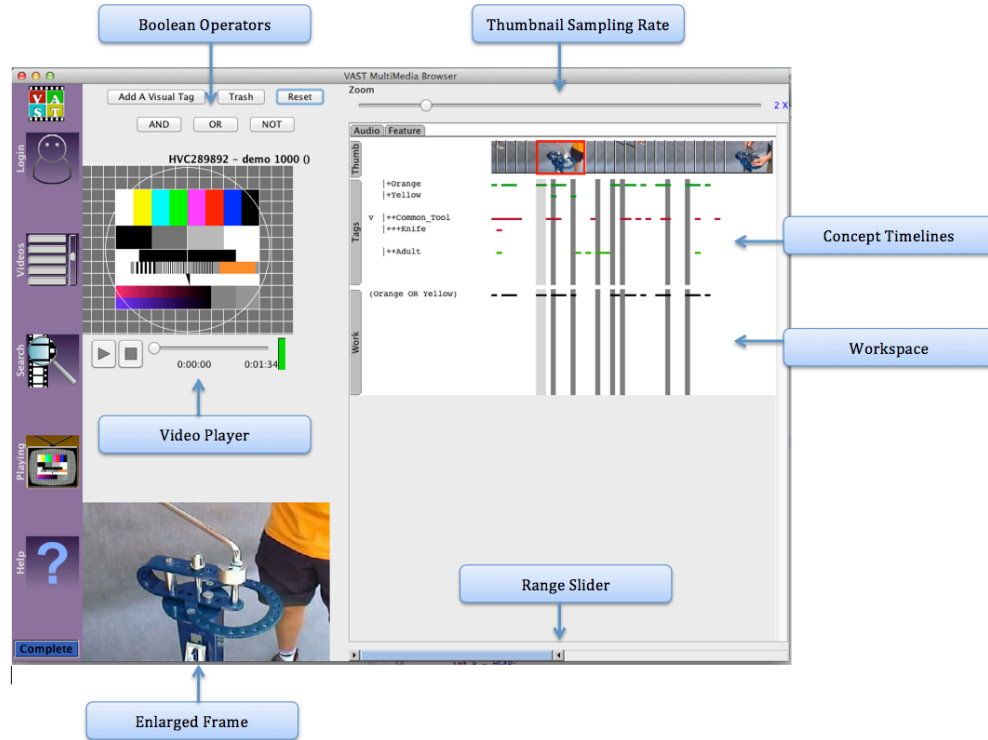 Boolean Operators
Thumbnail Sampling Rate
VAST MultiMedia Browser
V A
S T
Add A Visual Tag
Trash
Reset
AND
OR
NOT
HVC289892 - demo 1000 ()
Zoom
2 X
Audio
Feature
Login
Videos
Search
Playing
Help
Complete
0:00:00
0:01:34
Thumb
Tags
|+Orange
|+Yellow
v |++Common_Tool
|+++Knife
|++Adult
Work
(Orange OR Yellow)
Concept Timelines
Workspace
Video Player
Range Slider
1
Enlarged Frame